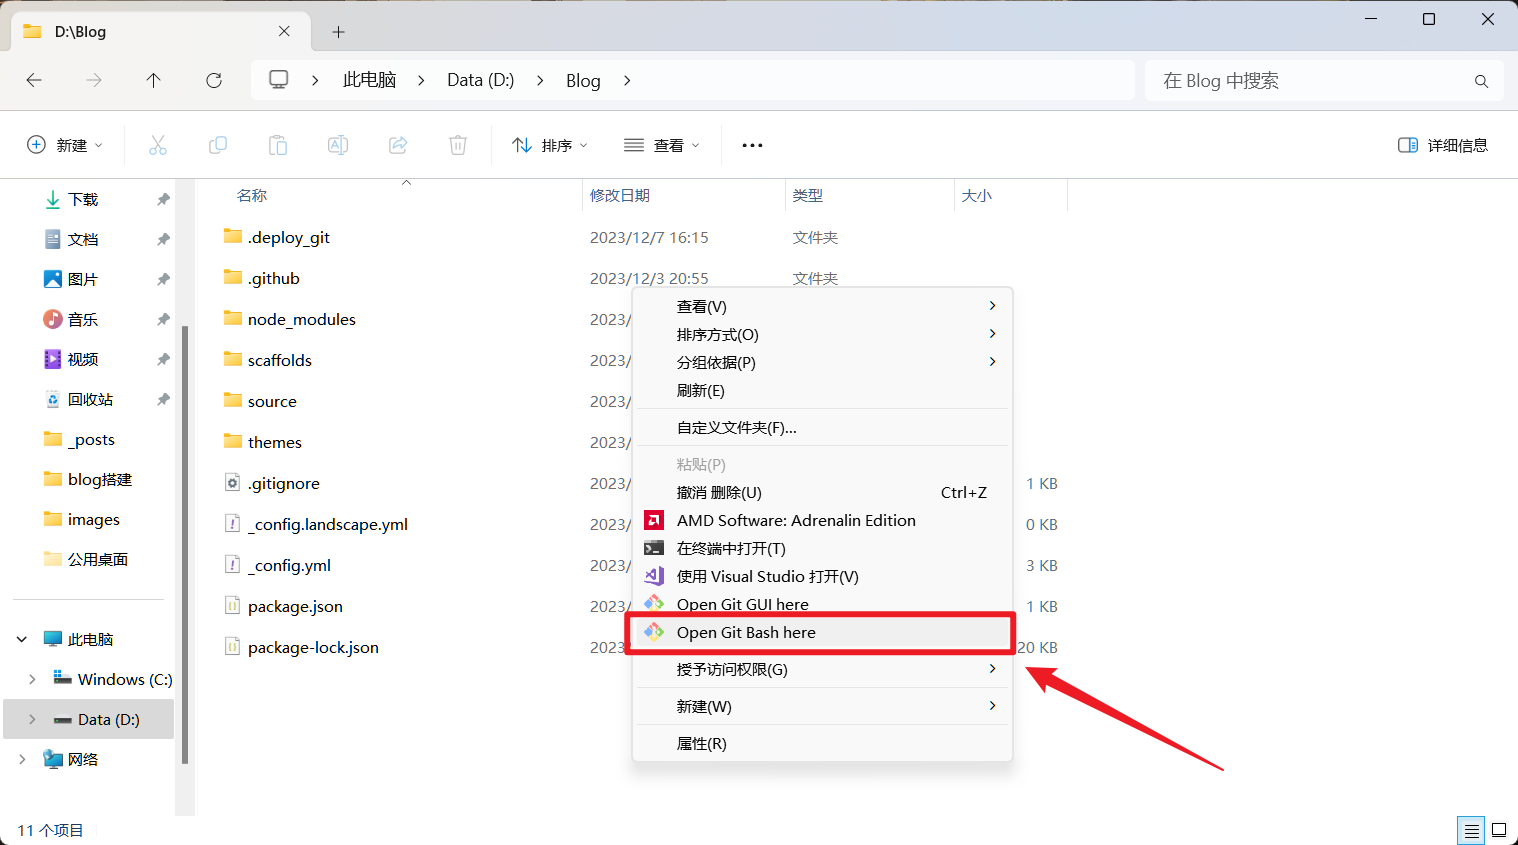 D:\Blog
此电脑 Data (D:) Blog
在 Blog 中搜索
新建 排序 查看 详细信息
名称 修改日期 类型 大小
下载
文档
图片
音乐
视频
回收站
_posts
blog搭建
images
公用桌面
此电脑
Windows (C:)
Data (D:)
网络
.deploy_git 2023/12/7 16:15 文件夹
.github 2023/12/3 20:55 文件夹
node_modules 2023/
scaffolds 2023/
source 2023/
themes 2023/
.gitignore 2023/ 1 KB
_config.landscape.yml 2023/ 0 KB
_config.yml 2023/ 3 KB
package.json 2023/ 1 KB
package-lock.json 2023/ 20 KB
查看(V)
排序方式(O)
分组依据(P)
刷新(E)
自定义文件夹(F)...
粘贴(P)
撤消 删除(U) Ctrl+Z
AMD Software: Adrenalin Edition
在终端中打开(T)
使用 Visual Studio 打开(V)
Open Git GUI here
Open Git Bash here
授予访问权限(G)
新建(W)
属性(R)
11 个项目